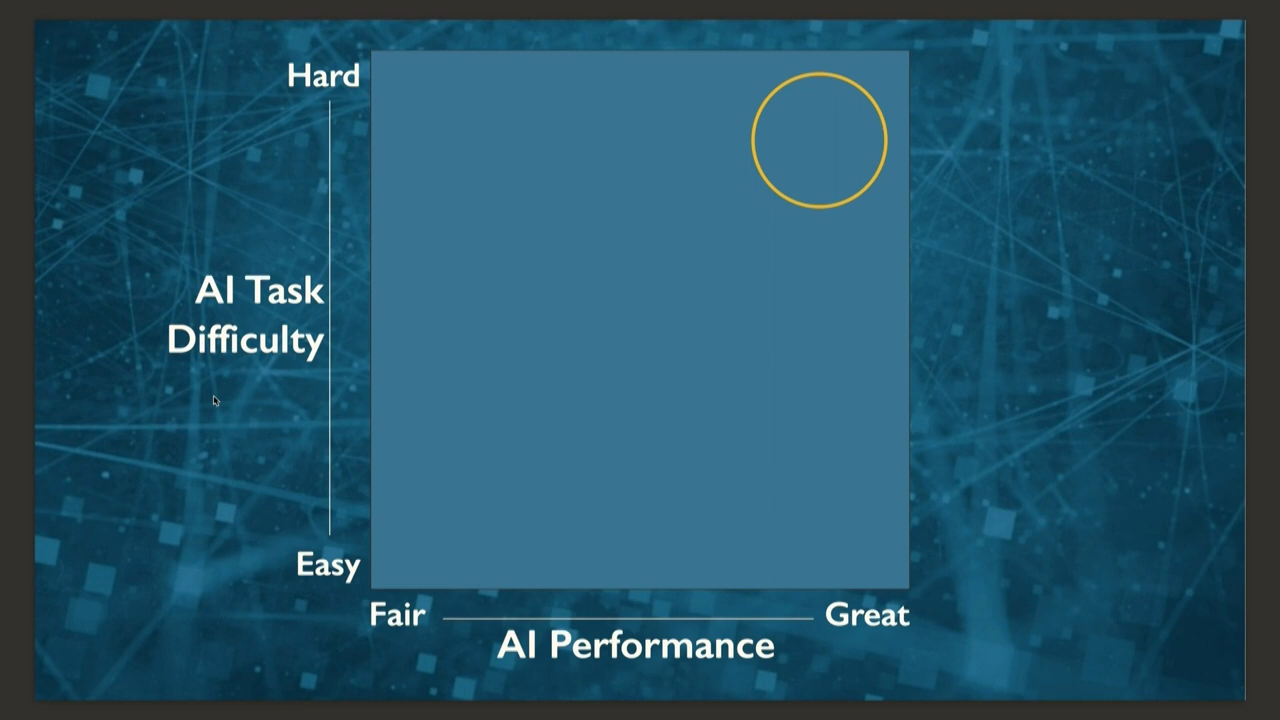 Hard
AI Task
Difficulty
Easy
Fair
Great
AI Performance